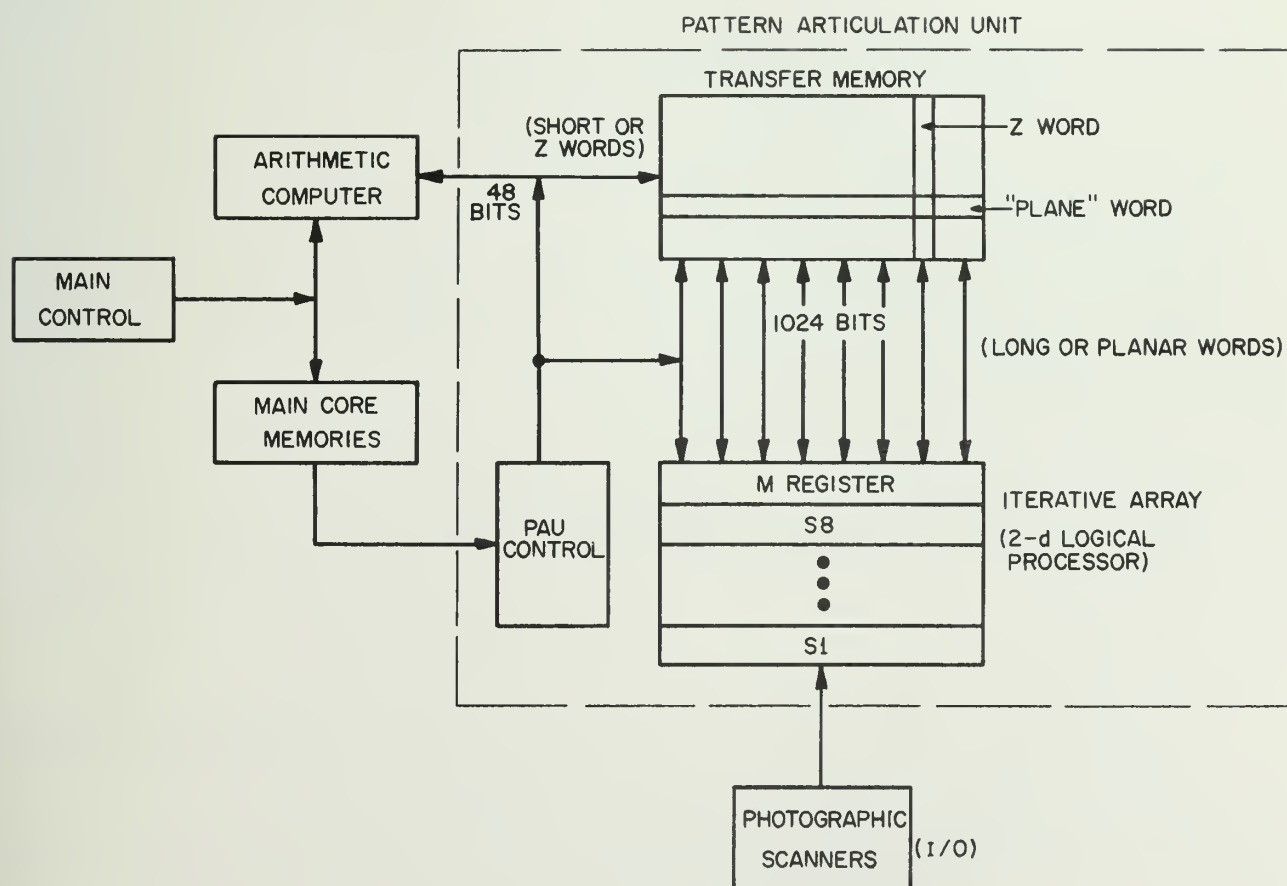 PATTERN ARTICULATION UNIT
TRANSFER MEMORY
(SHORT OR
Z WORDS)
Z WORD
ARITHMETIC
COMPUTER
48
BITS
"PLANE" WORD
MAIN
CONTROL
1024 BITS
(LONG OR PLANAR WORDS)
MAIN CORE
MEMORIES
PAU
CONTROL
M REGISTER
S8
S1
ITERATIVE ARRAY
(2-d LOGICAL
PROCESSOR)
PHOTOGRAPHIC
SCANNERS
(I/O)